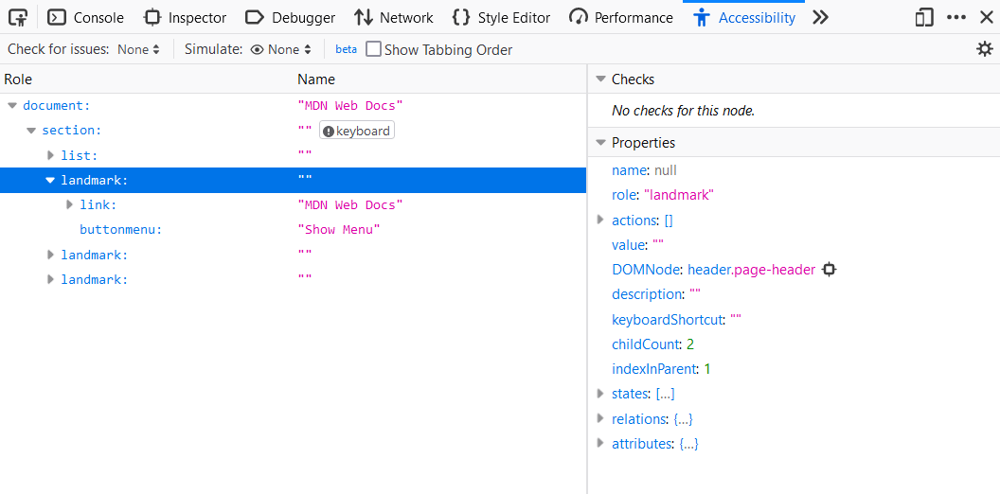 Console Inspector Debugger Network Style Editor Performance Accessibility
Check for issues: None Simulate: None beta Show Tabbing Order
Role Name
document: "MDN Web Docs"
section: "" keyboard
list: ""
landmark: ""
link: "MDN Web Docs"
buttonmenu: "Show Menu"
landmark: ""
landmark: ""
Checks
No checks for this node.
Properties
name: null
role: "landmark"
actions: []
value: ""
DOMNode: header.page-header
description: ""
keyboardShortcut: ""
childCount: 2
indexInParent: 1
states: […]
relations: {…}
attributes: {…}